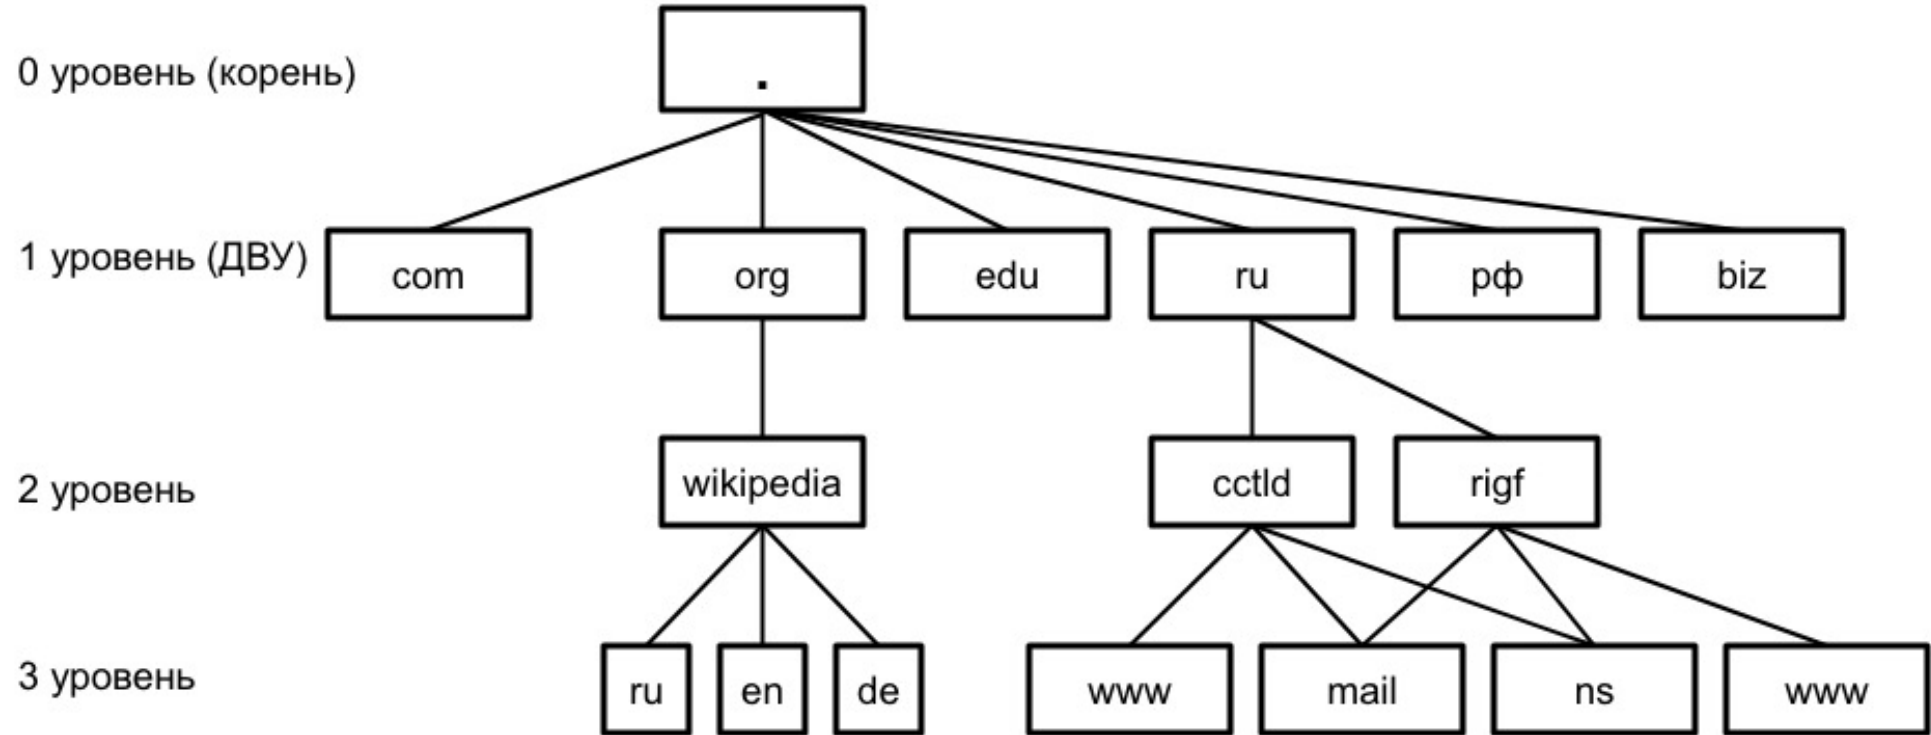 0 уровень (корень)
.
1 уровень (ДВУ)
com
org
edu
ru
рф
biz
2 уровень
wikipedia
cctld
rigf
3 уровень
ru
en
de
www
mail
ns
www